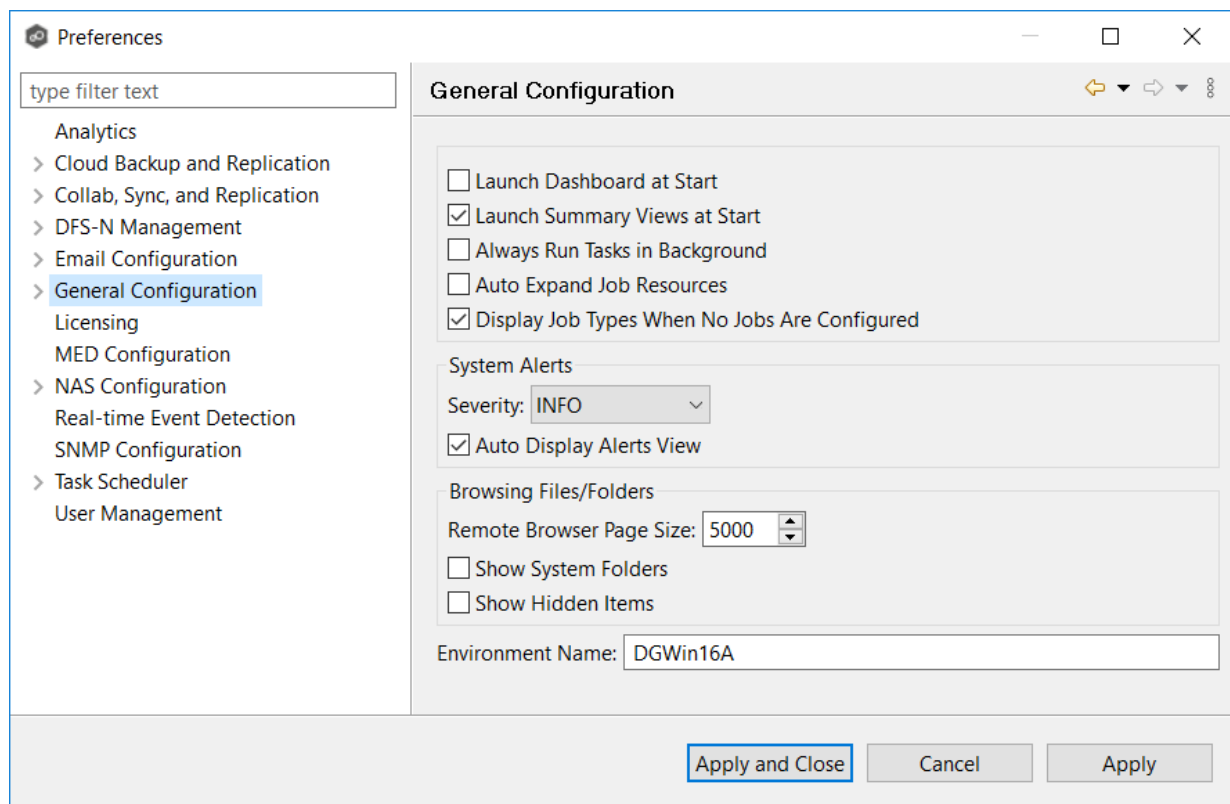 Preferences
type filter text
Analytics
Cloud Backup and Replication
Collab, Sync, and Replication
DFS-N Management
Email Configuration
General Configuration
Licensing
MED Configuration
NAS Configuration
Real-time Event Detection
SNMP Configuration
Task Scheduler
User Management
General Configuration
Launch Dashboard at Start
Launch Summary Views at Start
Always Run Tasks in Background
Auto Expand Job Resources
Display Job Types When No Jobs Are Configured
System Alerts
Severity: INFO
Auto Display Alerts View
Browsing Files/Folders
Remote Browser Page Size: 5000
Show System Folders
Show Hidden Items
Environment Name: DGWin16A
Apply and Close Cancel Apply